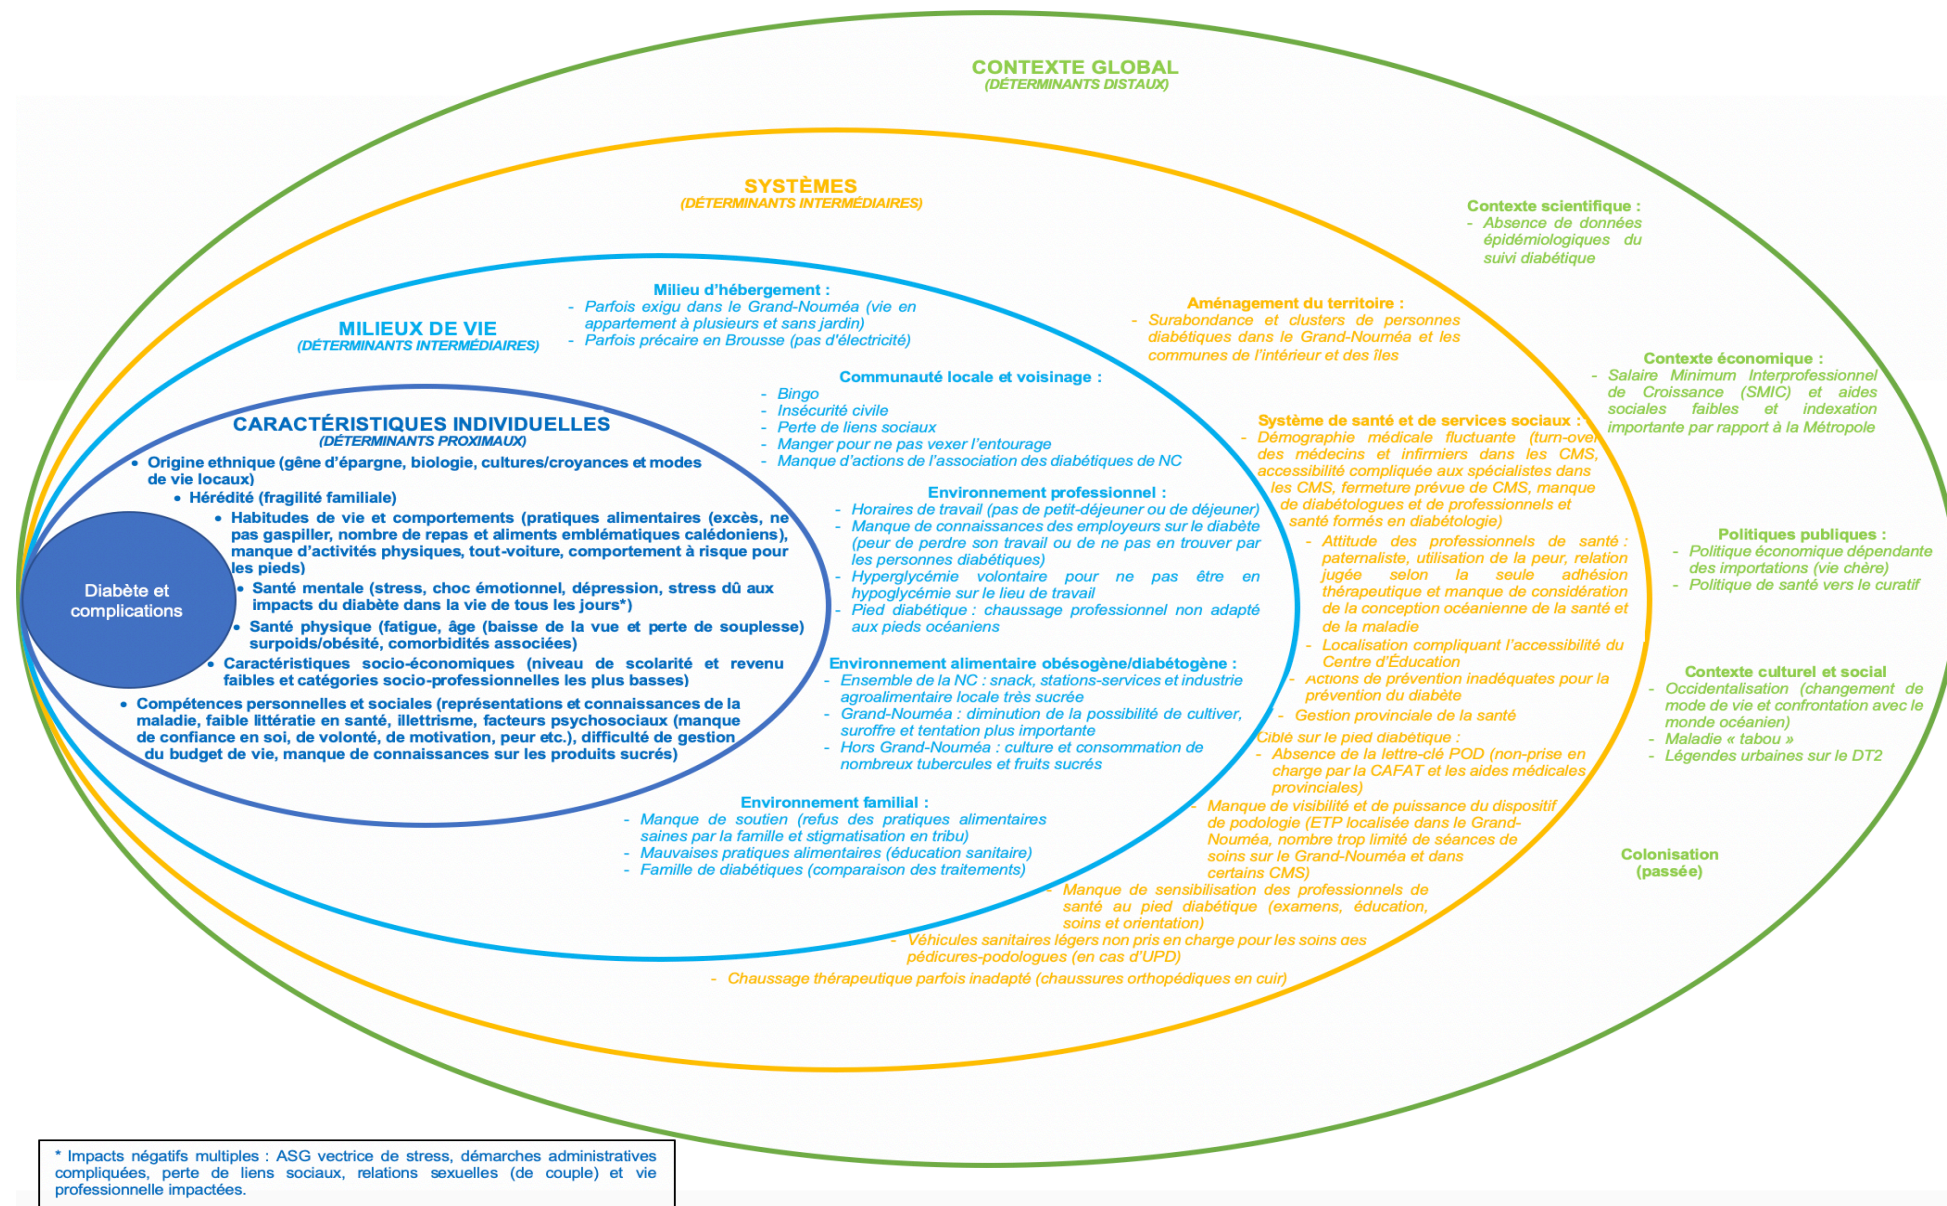 CONTEXTE GLOBAL
(DÉTERMINANTS DISTAUX)
SYSTÈMES
(DÉTERMINANTS INTERMÉDIAIRES)
Contexte scientifique :
- Absence de données
épidémiologiques du
suivi diabétique
Milieu d'hébergement :
- Parfois exigu dans le Grand-Nouméa (vie en
appartement à plusieurs et sans jardin)
- Parfois précaire en Brousse (pas d'électricité)
MILIEUX DE VIE
(DÉTERMINANTS INTERMÉDIAIRES)
Aménagement du territoire :
- Surabondance et clusters de personnes
diabétiques dans le Grand-Nouméa et les
communes de l'intérieur et des îles
Contexte économique :
- Salaire Minimum Interprofessionnel
de Croissance (SMIC) et aides
sociales faibles et indexation
importante par rapport à la Métropole
Communauté locale et voisinage :
- Bingo
- Insécurité civile
- Perte de liens sociaux
- Manger pour ne pas vexer l'entourage
- Manque d'actions de l'association des diabétiques de NC
CARACTÉRISTIQUES INDIVIDUELLES
(DÉTERMINANTS PROXIMAUX)
• Origine ethnique (gêne d'épargne, biologie, cultures/croyances et modes
de vie locaux)
• Hérédité (fragilité familiale)
• Habitudes de vie et comportements (pratiques alimentaires (excès, ne
pas gaspiller, nombre de repas et aliments emblématiques calédoniens),
manque d'activités physiques, tout-voiture, comportement à risque pour
les pieds)
• Santé mentale (stress, choc émotionnel, dépression, stress dû aux
impacts du diabète dans la vie de tous les jours*)
• Santé physique (fatigue, âge (baisse de la vue et perte de souplesse)
surpoids/obésité, comorbidités associées)
• Caractéristiques socio-économiques (niveau de scolarité et revenu
faibles et catégories socio-professionnelles les plus basses)
• Compétences personnelles et sociales (représentations et connaissances de la
maladie, faible littératie en santé, illettrisme, facteurs psychosociaux (manque
de confiance en soi, de volonté, de motivation, peur etc.), difficulté de gestion
du budget de vie, manque de connaissances sur les produits sucrés)
Diabète et
complications
Système de santé et de services sociaux :
- Démographie médicale fluctuante (turn-over
des médecins et infirmiers dans les CMS,
accessibilité compliquée aux spécialistes dans
les CMS, fermeture prévue de CMS, manque
de diabétologues et de professionnels et
santé formés en diabétologie)
- Attitude des professionnels de santé :
paternaliste, utilisation de la peur, relation
jugée selon la seule adhésion
thérapeutique et manque de considération
de la conception océanienne de la santé et
de la maladie
- Localisation compliquant l'accessibilité du
Centre d'Éducation
- Actions de prévention inadéquates pour la
prévention du diabète
- Gestion provinciale de la santé
Ciblé sur le pied diabétique :
- Absence de la lettre-clé POD (non-prise en
charge par la CAFAT et les aides médicales
provinciales)
- Manque de visibilité et de puissance du dispositif
de podologie (ETP localisée dans le Grand-
Nouméa, nombre trop limité de séances de
soins sur le Grand-Nouméa et dans
certains CMS)
- Manque de sensibilisation des professionnels de
santé au pied diabétique (examens, éducation,
soins et orientation)
- Véhicules sanitaires légers non pris en charge pour les soins des
pédicures-podologues (en cas d'UPD)
- Chaussage thérapeutique parfois inadapté (chaussures orthopédiques en cuir)
Environnement professionnel :
- Horaires de travail (pas de petit-déjeuner ou de déjeuner)
- Manque de connaissances des employeurs sur le diabète
(peur de perdre son travail ou de ne pas en trouver par
les personnes diabétiques)
- Hyperglycémie volontaire pour ne pas être en
hypoglycémie sur le lieu de travail
- Pied diabétique : chaussage professionnel non adapté
aux pieds océaniens
Environnement alimentaire obésogène/diabétogène :
- Ensemble de la NC : snack, stations-services et industrie
agroalimentaire locale très sucrée
- Grand-Nouméa : diminution de la possibilité de cultiver,
suroffre et tentation plus importante
- Hors Grand-Nouméa : culture et consommation de
nombreux tubercules et fruits sucrés
Environnement familial :
- Manque de soutien (refus des pratiques alimentaires
saines par la famille et stigmatisation en tribu)
- Mauvaises pratiques alimentaires (éducation sanitaire)
- Famille de diabétiques (comparaison des traitements)
Politiques publiques :
- Politique économique dépendante
des importations (vie chère)
- Politique de santé vers le curatif
Contexte culturel et social
- Occidentalisation (changement de
mode de vie et confrontation avec le
monde océanien)
- Maladie « tabou »
- Légendes urbaines sur le DT2
Colonisation
(passée)
* Impacts négatifs multiples : ASG vectrice de stress, démarches administratives
compliquées, perte de liens sociaux, relations sexuelles (de couple) et vie
professionnelle impactées.